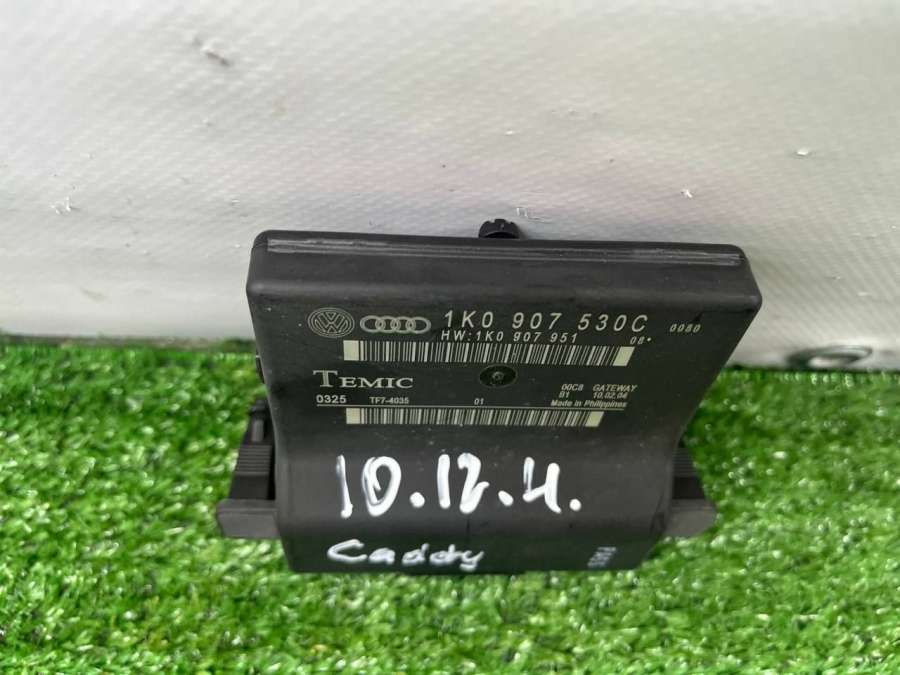 1K0 907 530C 0080
HW:1K0 907 951 08*
TEMIC
00C8 GATEWAY
0325 TF7-4035 01 B1 10.02.04
Made in Philippines
10.12.4.
Caddy